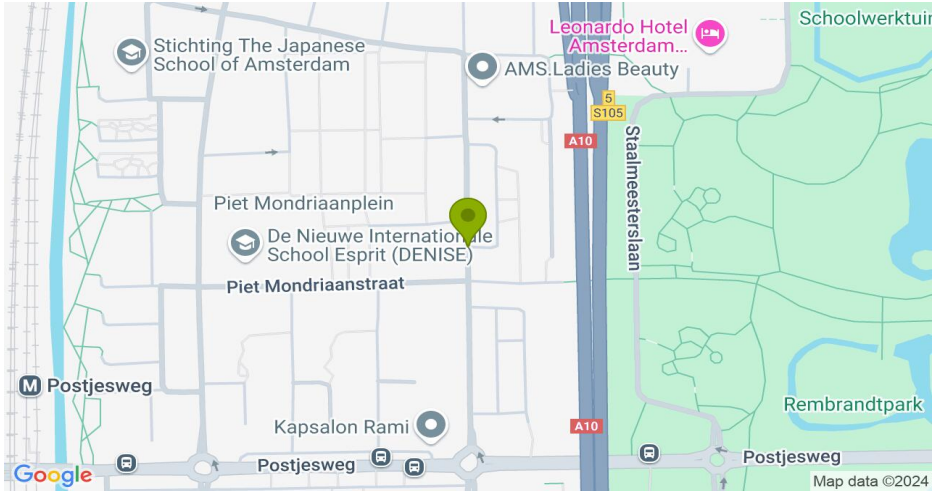 Leonardo Hotel
Amsterdam...
Schoolwerktuin
Stichting The Japanese
School of Amsterdam
AMS.Ladies Beauty
5
S105
A10
Staalmeesterslaan
Piet Mondriaanplein
De Nieuwe Internationale
School Esprit (DENISE)
Piet Mondriaanstraat
M
Postjesweg
Rembrandtpark
Kapsalon Rami
A10
Postjesweg
Postjesweg
Google
Map data ©2024